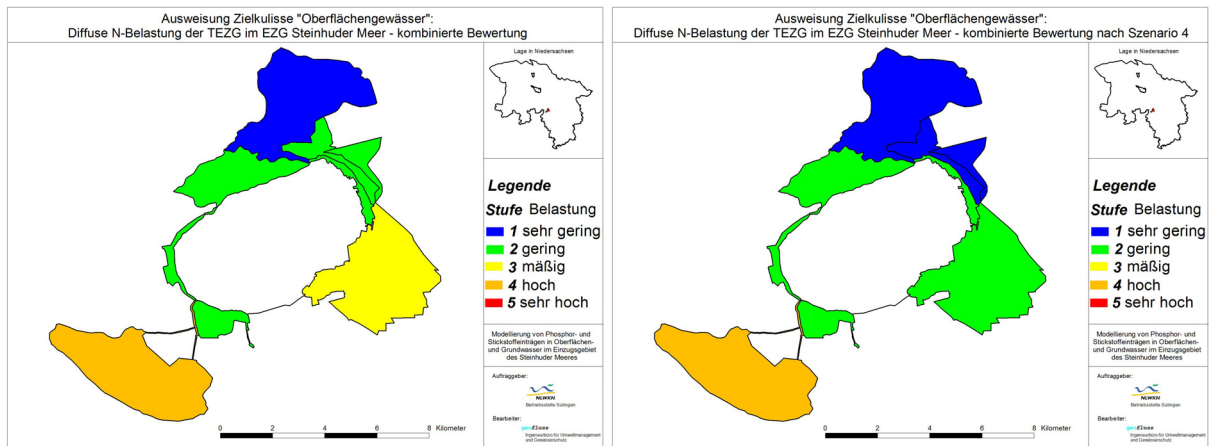 Ausweisung Zielkulisse "Oberflächengewässer":
Diffuse N-Belastung der TEZG im EZG Steinhuder Meer - kombinierte Bewertung
Lage in Niedersachsen
Legende
Stufe Belastung
1 sehr gering
2 gering
3 mäßig
4 hoch
5 sehr hoch
Modellierung von Phosphor- und
Stickstoffeinträgen in Oberflächen-
und Grundwasser im Einzugsgebiet
des Steinhuder Meeres
Auftraggeber:
NLWKN
Betriebsstelle Sulingen
Bearbeiter:
geofluss
Ingenieurbüro für Umweltmanagement
und Gewässerschutz
0 2 4 6 8 Kilometer
Ausweisung Zielkulisse "Oberflächengewässer":
Diffuse N-Belastung der TEZG im EZG Steinhuder Meer - kombinierte Bewertung nach Szenario 4
Lage in Niedersachsen
Legende
Stufe Belastung
1 sehr gering
2 gering
3 mäßig
4 hoch
5 sehr hoch
Modellierung von Phosphor- und
Stickstoffeinträgen in Oberflächen-
und Grundwasser im Einzugsgebiet
des Steinhuder Meeres
Auftraggeber:
NLWKN
Betriebsstelle Sulingen
Bearbeiter:
geofluss
Ingenieurbüro für Umweltmanagement
und Gewässerschutz
0 2 4 6 8 Kilometer